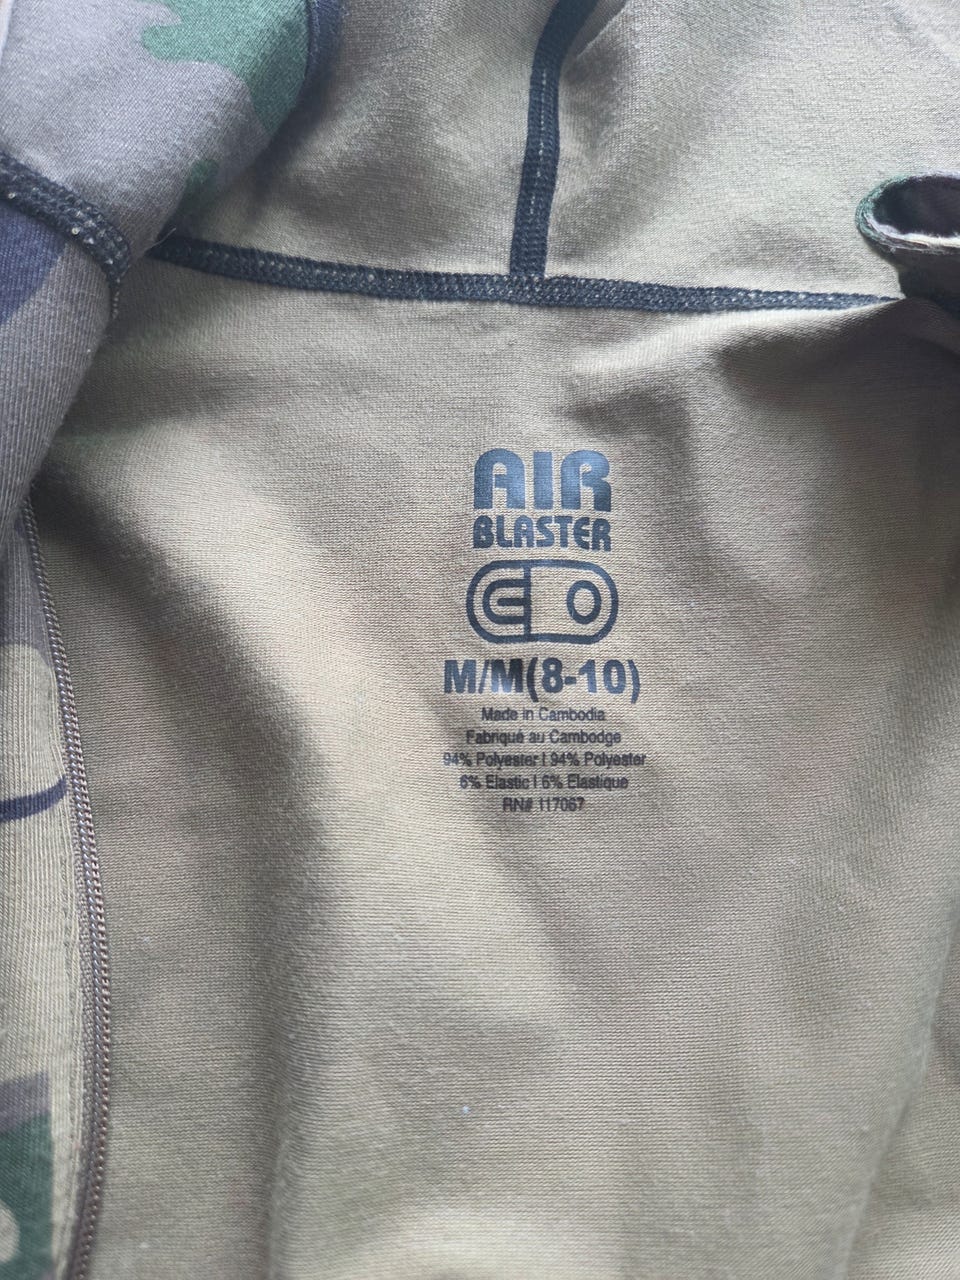 AIR
BLASTER
M/M(8-10)
Made in Cambodia
Fabriqué au Cambodge
94% Polyester | 94% Polyester
6% Elastic | 6% Elastique
RN# 117067